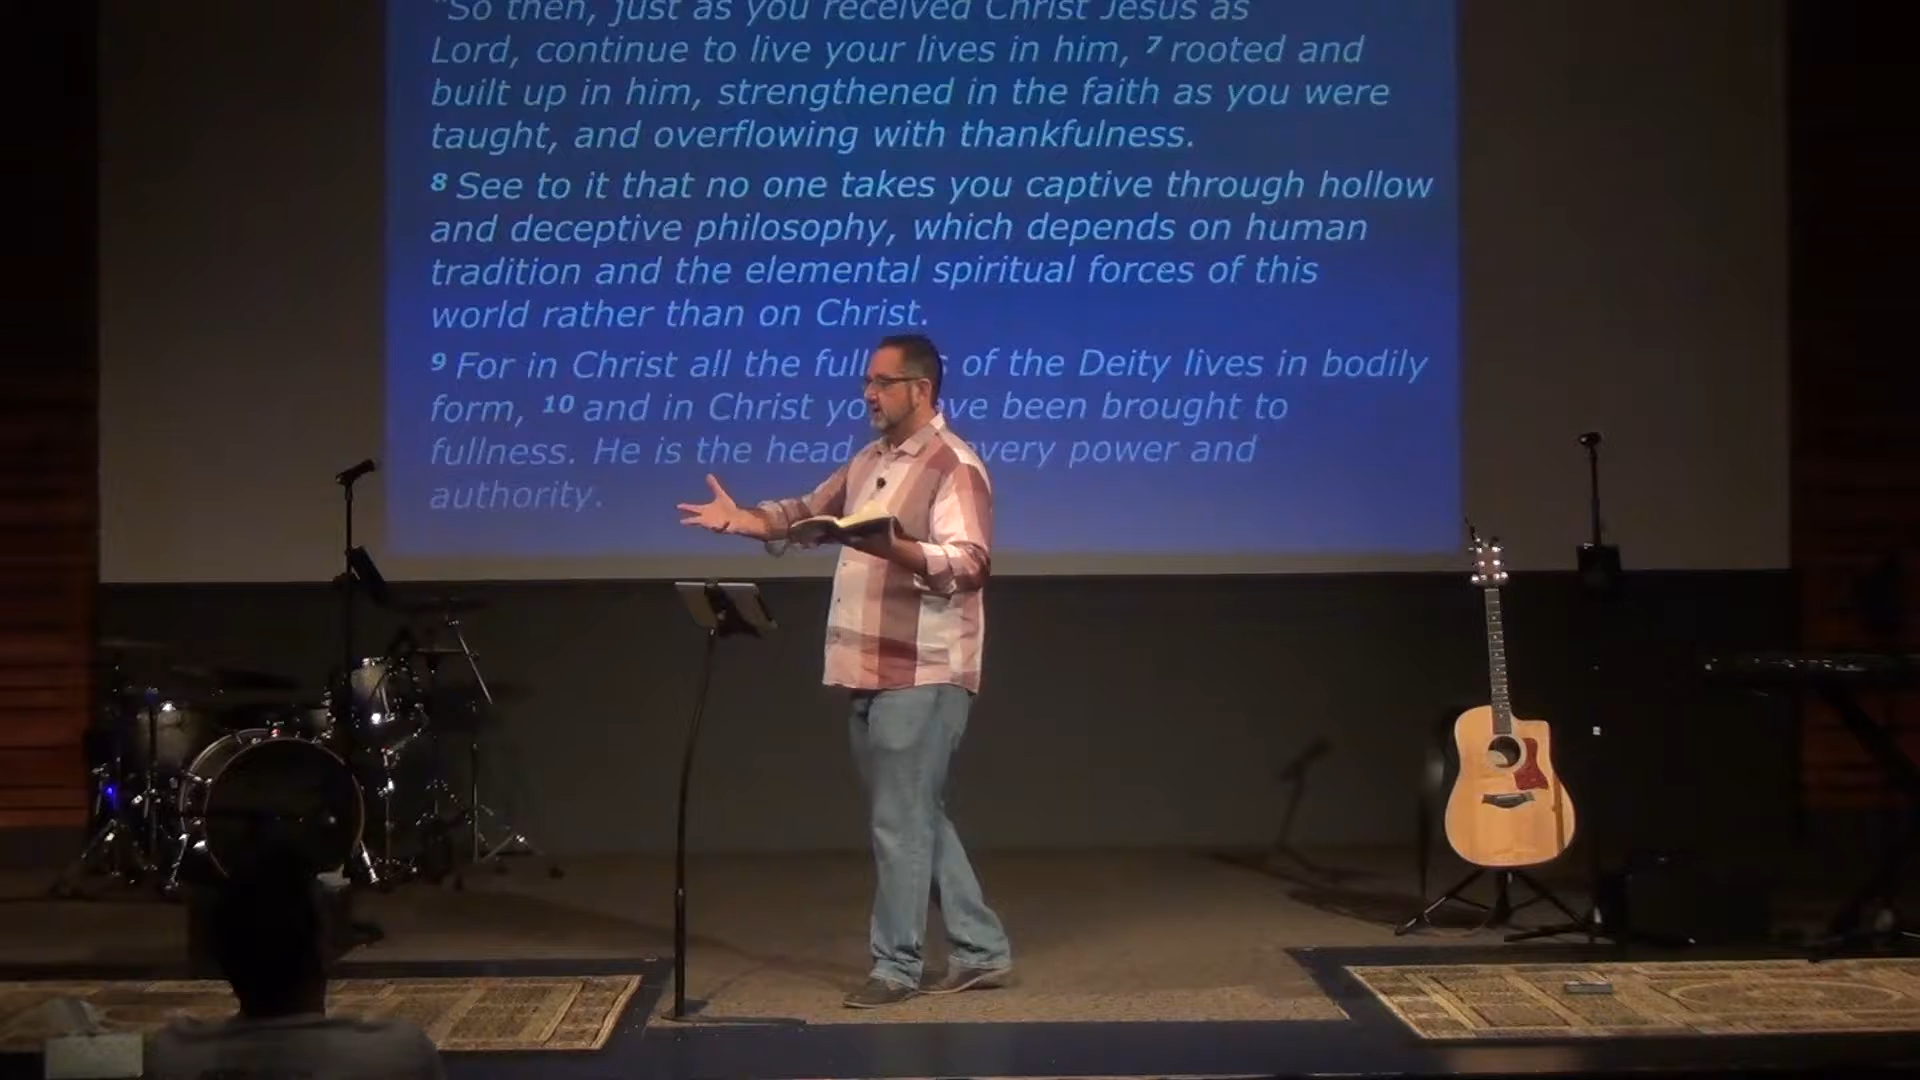 "So then, just as you received Christ Jesus as
Lord, continue to live your lives in him, 7 rooted and
built up in him, strengthened in the faith as you were
taught, and overflowing with thankfulness.
8 See to it that no one takes you captive through hollow
and deceptive philosophy, which depends on human
tradition and the elemental spiritual forces of this
world rather than on Christ.
9 For in Christ all the of the Deity lives in bodily
form, 10 and in Christ been brought to
fullness. He is the head power and
authority.